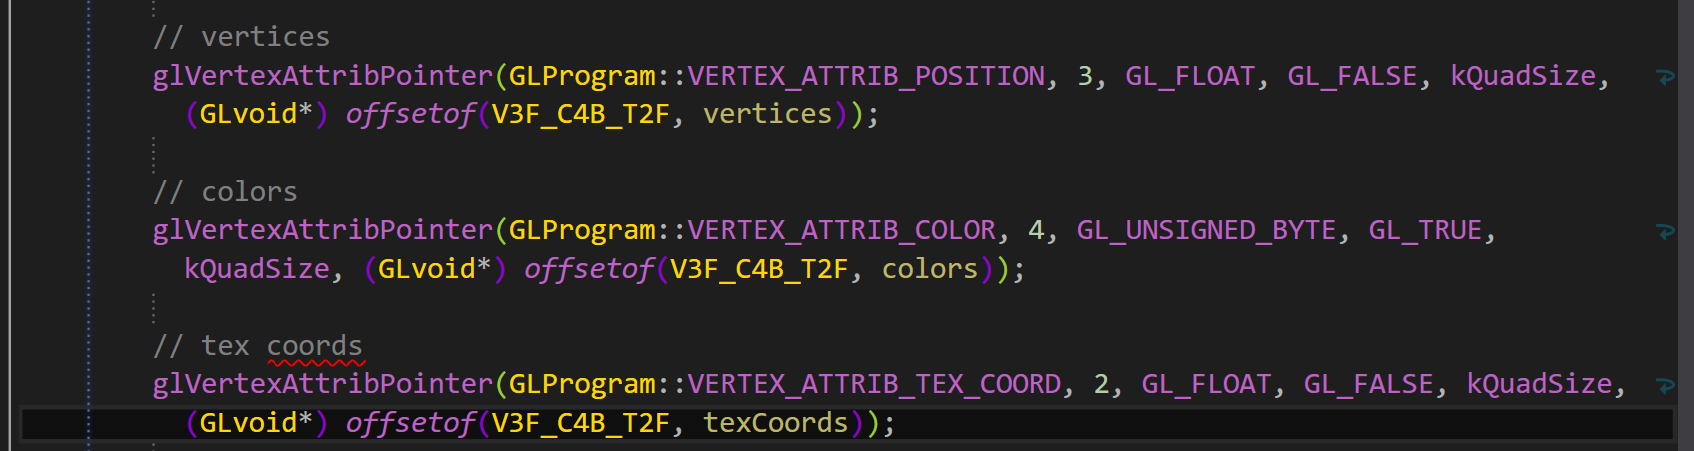 // vertices
glVertexAttribPointer(GLProgram::VERTEX_ATTRIB_POSITION, 3, GL_FLOAT, GL_FALSE, kQuadSize,
(GLvoid*) offsetof(V3F_C4B_T2F, vertices));
// colors
glVertexAttribPointer(GLProgram::VERTEX_ATTRIB_COLOR, 4, GL_UNSIGNED_BYTE, GL_TRUE,
kQuadSize, (GLvoid*) offsetof(V3F_C4B_T2F, colors));
// tex coords
glVertexAttribPointer(GLProgram::VERTEX_ATTRIB_TEX_COORD, 2, GL_FLOAT, GL_FALSE, kQuadSize,
(GLvoid*) offsetof(V3F_C4B_T2F, texCoords));